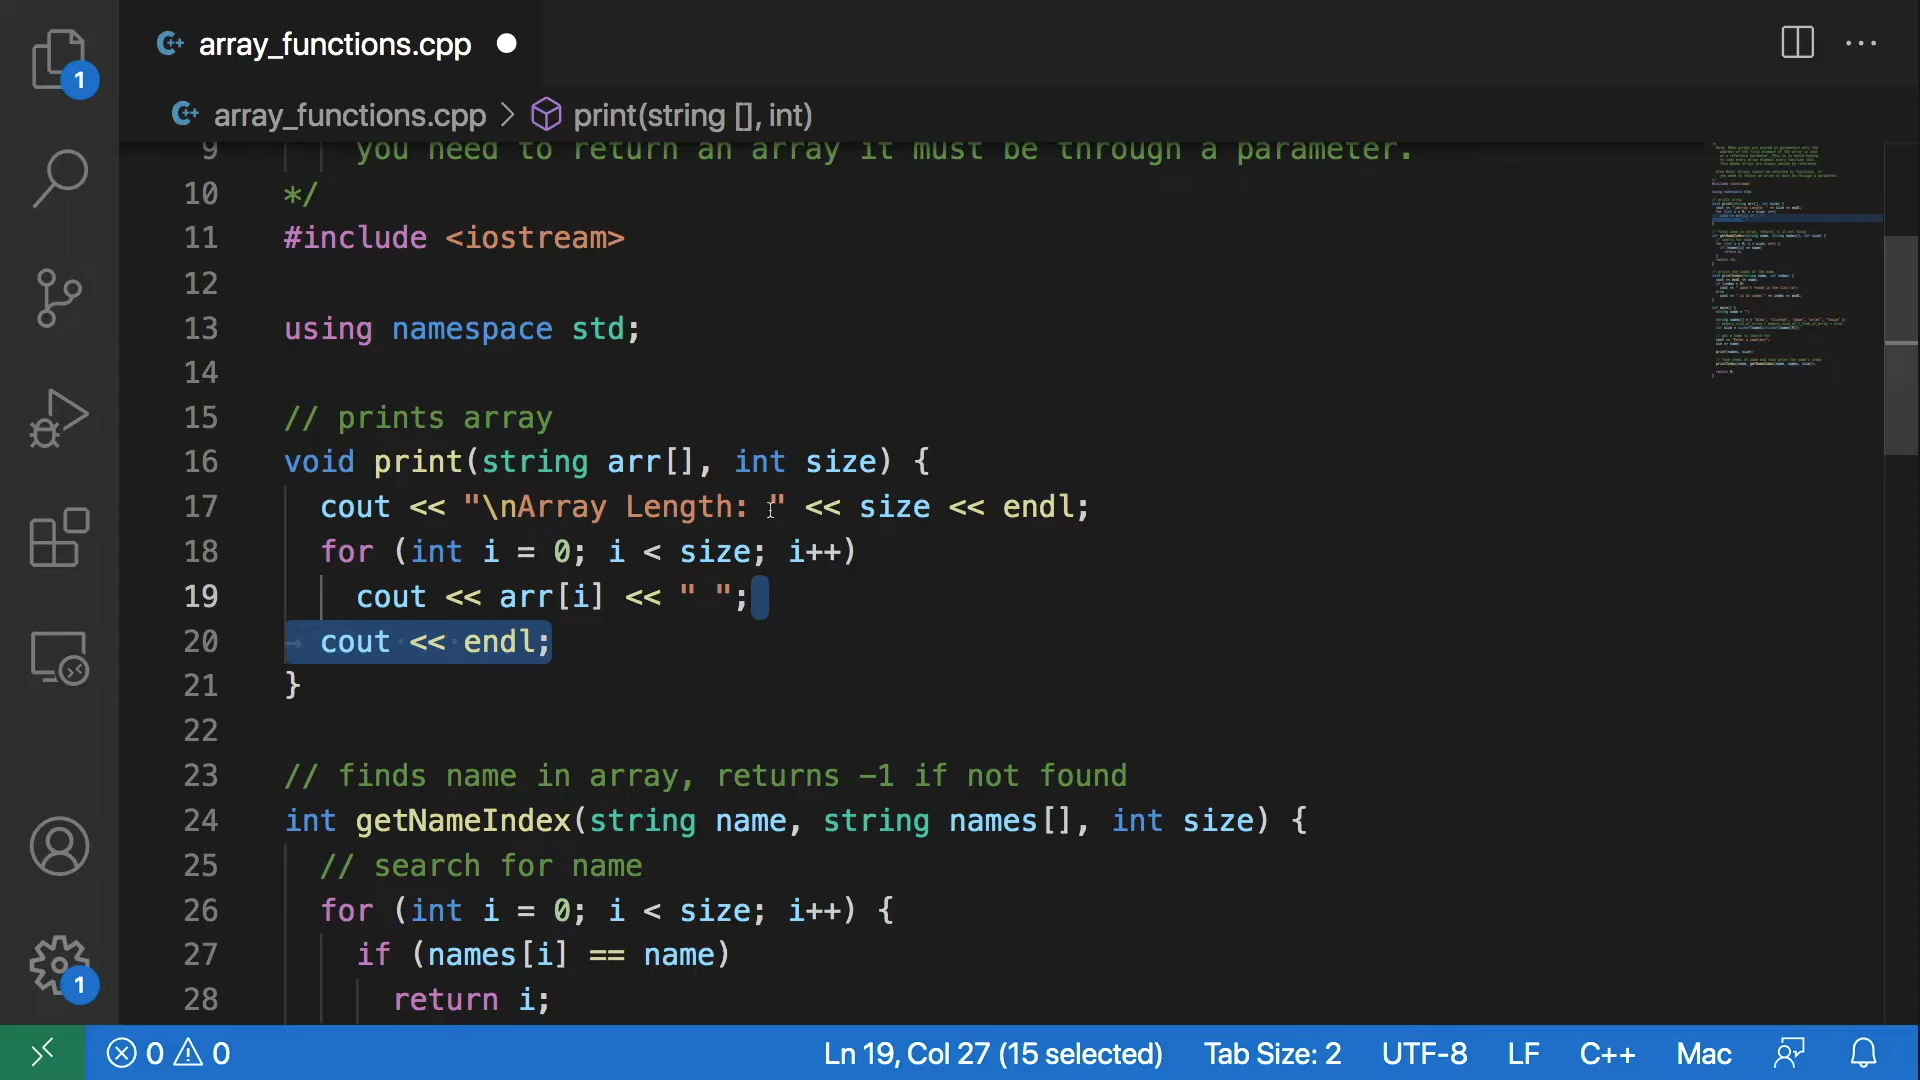 array_functions.cpp
array_functions.cpp > print(string [], int)
1
9 you need to return an array it must be through a parameter.
10 */
11 #include <iostream>
12
13 using namespace std;
14
15 // prints array
16 void print(string arr[], int size) {
17 cout << "\nArray Length: " << size << endl;
18 for (int i = 0; i < size; i++)
19 cout << arr[i] << " ";
20 cout << endl;
21 }
22
23 // finds name in array, returns -1 if not found
24 int getNameIndex(string name, string names[], int size) {
25 // search for name
26 for (int i = 0; i < size; i++) {
27 if (names[i] == name)
28 return i;
1
0 0 Ln 19, Col 27 (15 selected) Tab Size: 2 UTF-8 LF C++ Mac